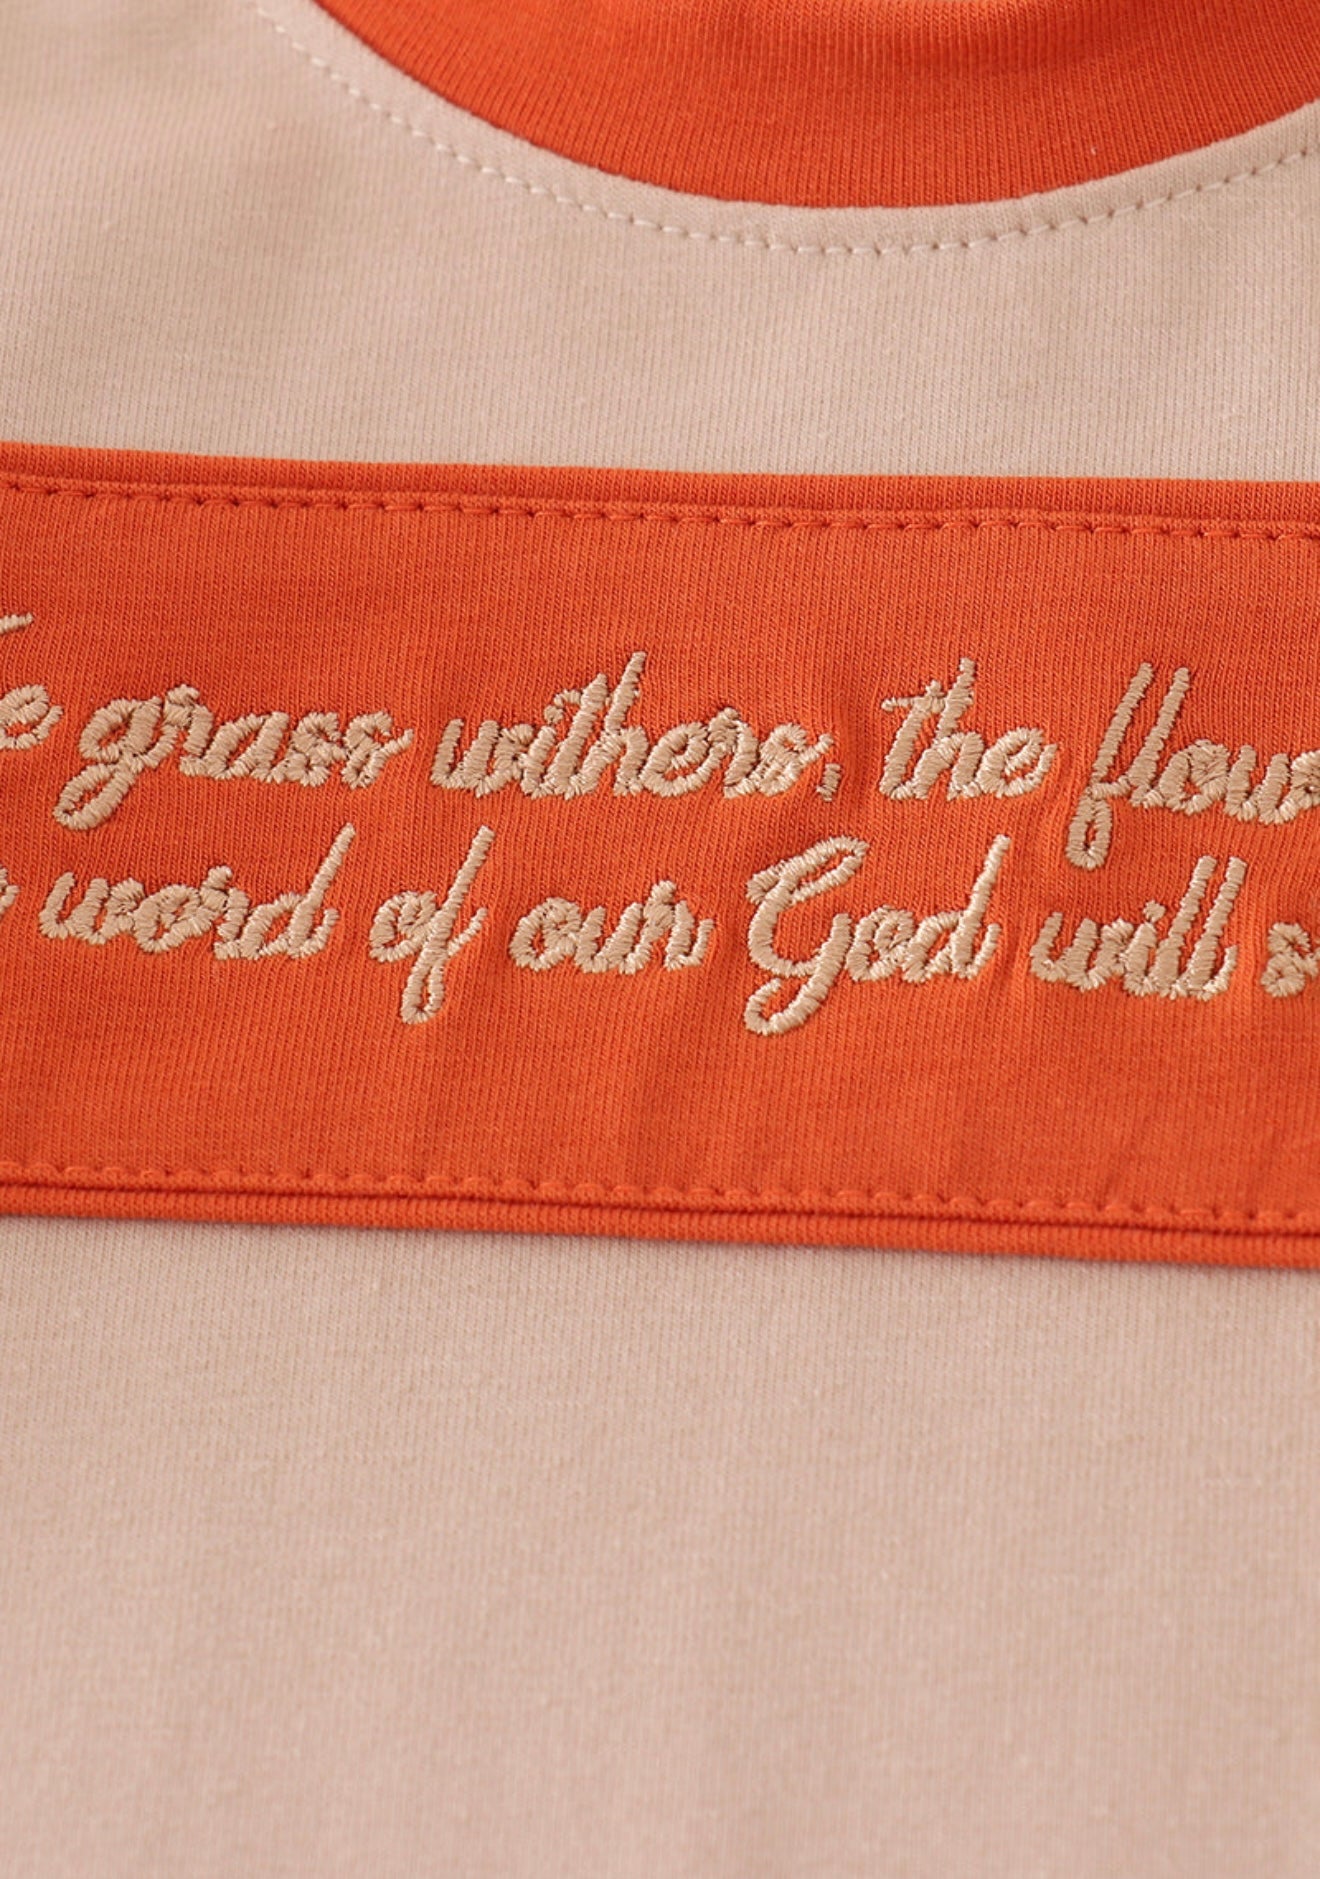 grass withers, the
word of our God will